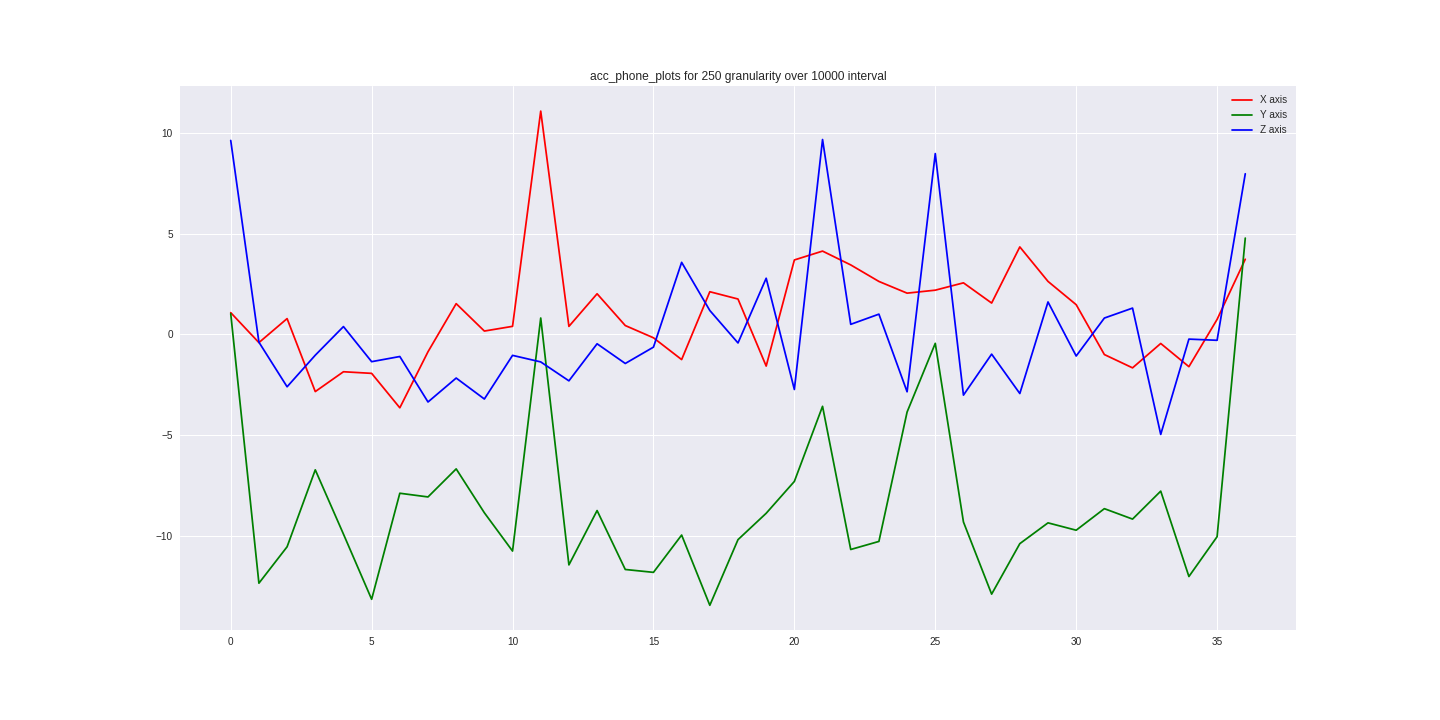 acc_phone_plots for 250 granularity over 10000 interval
X axis
Y axis
Z axis
10
5
0
−5
−10
0 5 10 15 20 25 30 35